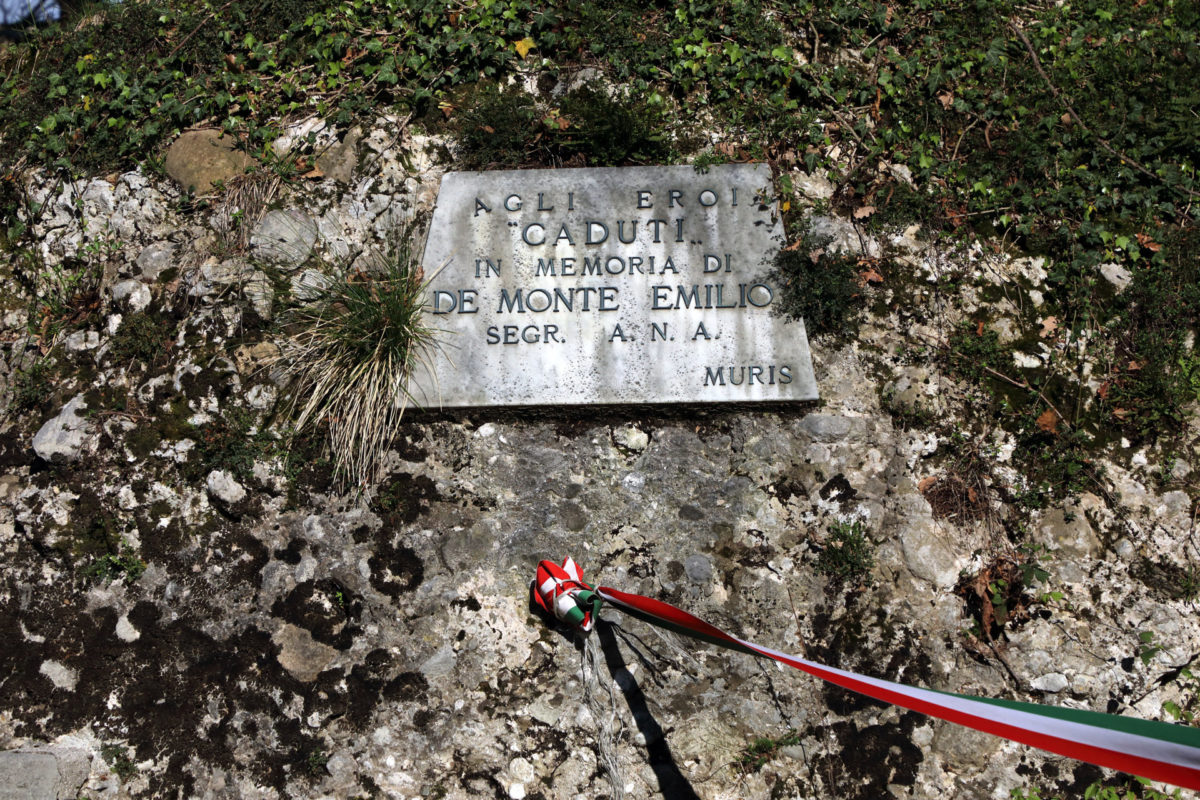 AGLI EROI
"CADUTI„
IN MEMORIA DI
DE MONTE EMILIO
SEGR. A. N. A.
MURIS